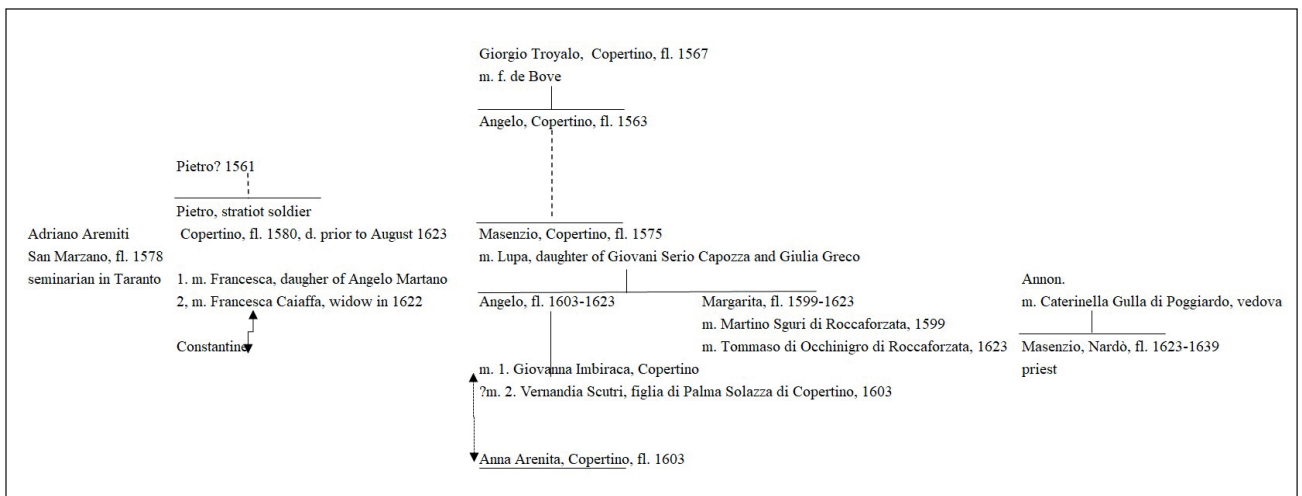 Giorgio Troyalo, Copertino, fl. 1567
m. f. de Bove
Angelo, Copertino, fl. 1563
Pietro? 1561
Pietro, stratiot soldier
Copertino, fl. 1580, d. prior to August 1623
1. m. Francesca, daugher of Angelo Martano
2, m. Francesca Caiaffa, widow in 1622
Constantine
Adriano Aremiti
San Marzano, fl. 1578
seminarian in Taranto
Masenzio, Copertino, fl. 1575
m. Lupa, daughter of Giovani Serio Capozza and Giulia Greco
Angelo, fl. 1603-1623
m. 1. Giovanna Imbiraca, Copertino
?m. 2. Vernandia Scutri, figlia di Palma Solazza di Copertino, 1603
Anna Arenita, Copertino, fl. 1603
Margarita, fl. 1599-1623
m. Martino Sguri di Roccaforzata, 1599
m. Tommaso di Occhinigro di Roccaforzata, 1623
Annon.
m. Caterinella Gulla di Poggiardo, vedova
Masenzio, Nardò, fl. 1623-1639
priest